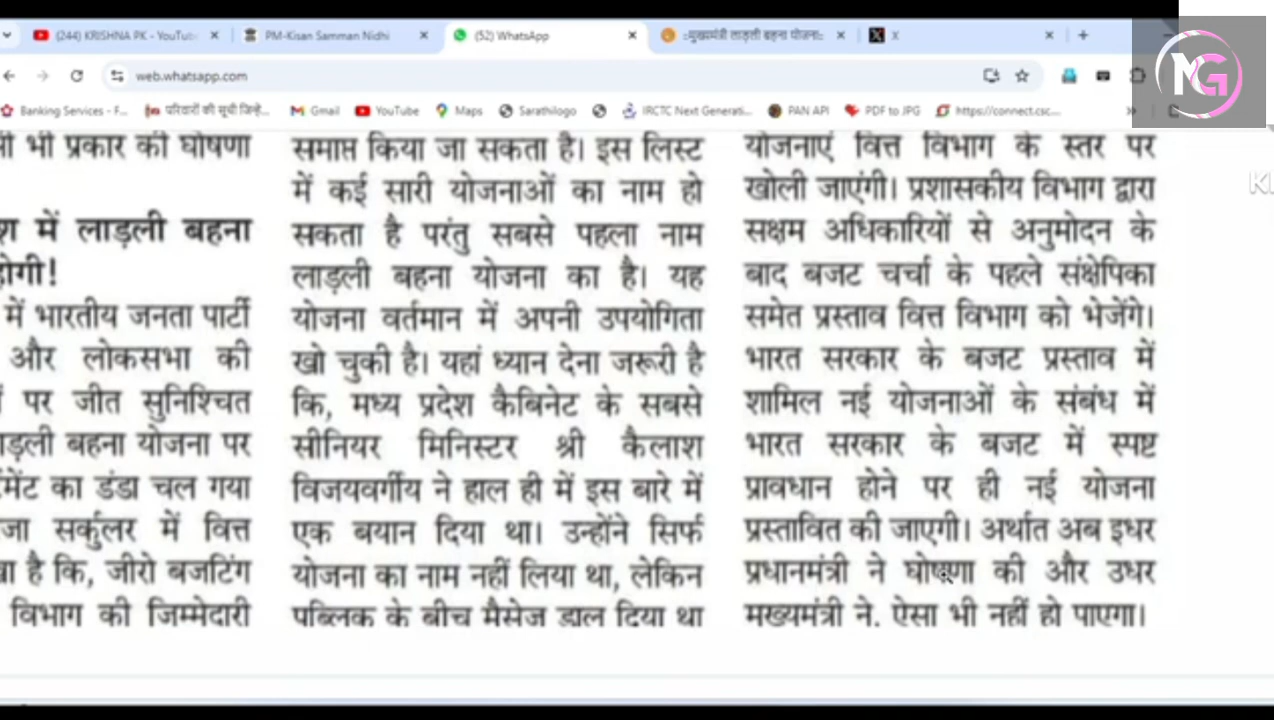 (244) KRISHNA PK - YouTu
PM-Kisan Samman Nidhi
(52) WhatsApp
::मुख्यमंत्री लाड़ली बहना योजना:
X
web.whatsapp.com
MG
Banking Services - F...
परिवारों की सूची जिन्हे...
Gmail
YouTube
Maps
Sarathilogo
IRCTC Next Generati...
PAN API
PDF to JPG
https://connect.csc...
भी प्रकार की घोषणा
में लाड़ली बहना
होगी!
में भारतीय जनता पार्टी
और लोकसभा की
पर जीत सुनिश्चित
लाड़ली बहना योजना पर
का डंडा चल गया
सर्कुलर में वित्त
है कि, जीरो बजटिंग
विभाग की जिम्मेदारी
समाप्त किया जा सकता है। इस लिस्ट
में कई सारी योजनाओं का नाम हो
सकता है परंतु सबसे पहला नाम
लाड़ली बहना योजना का है। यह
योजना वर्तमान में अपनी उपयोगिता
खो चुकी है। यहां ध्यान देना जरूरी है
कि, मध्य प्रदेश कैबिनेट के सबसे
सीनियर मिनिस्टर श्री कैलाश
विजयवर्गीय ने हाल ही में इस बारे में
एक बयान दिया था। उन्होंने सिर्फ
योजना का नाम नहीं लिया था, लेकिन
पब्लिक के बीच मैसेज डाल दिया था
योजनाएं वित्त विभाग के स्तर पर
खोली जाएंगी। प्रशासकीय विभाग द्वारा
सक्षम अधिकारियों से अनुमोदन के
बाद बजट चर्चा के पहले संक्षेपिका
समेत प्रस्ताव वित्त विभाग को भेजेंगे।
भारत सरकार के बजट प्रस्ताव में
शामिल नई योजनाओं के संबंध में
भारत सरकार के बजट में स्पष्ट
प्रावधान होने पर ही नई योजना
प्रस्तावित की जाएगी। अर्थात अब इधर
प्रधानमंत्री ने घोषणा की और उधर
मुख्यमंत्री ने. ऐसा भी नहीं हो पाएगा।